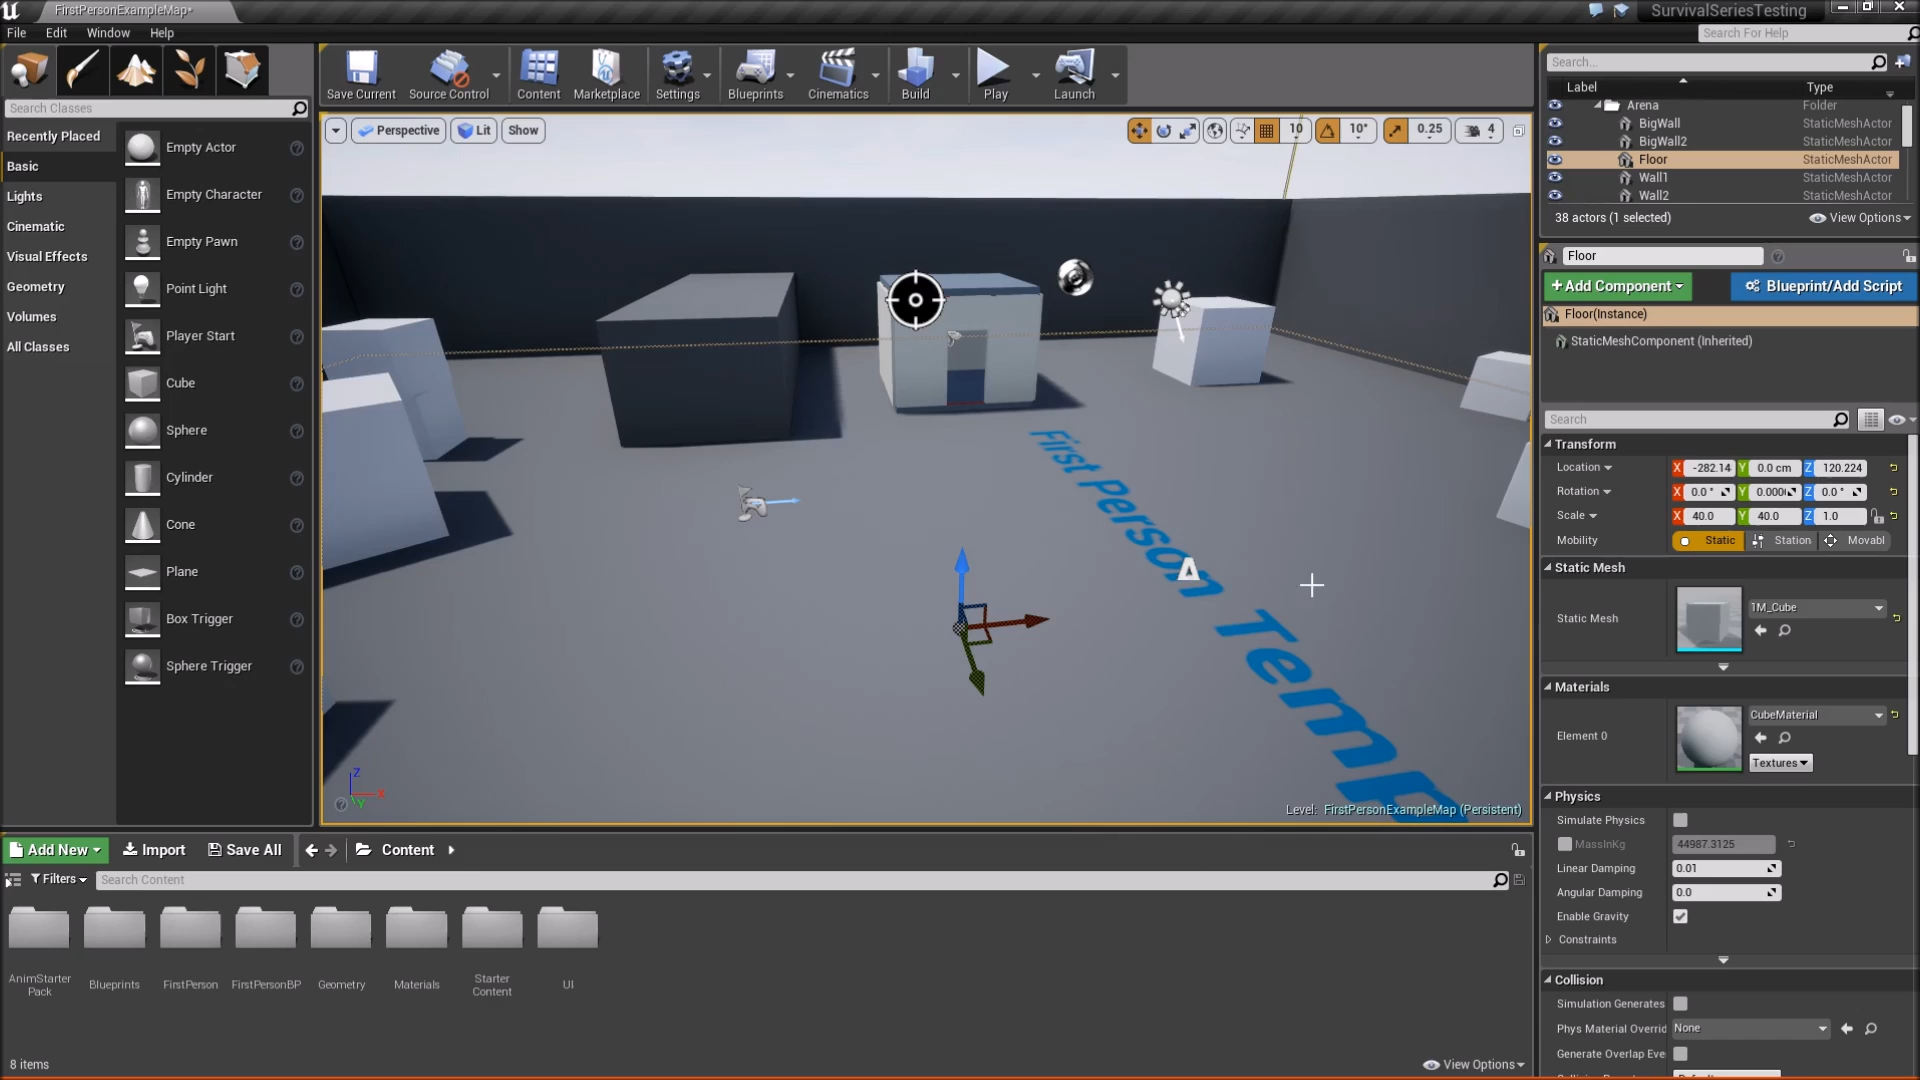 FirstPersonExampleMap*
SurvivalSeriesTesting
File Edit Window Help
Search For Help
Save Current
Source Control
Content
Marketplace
Settings
Blueprints
Cinematics
Build
Play
Launch
Search Classes
Recently Placed
Basic
Lights
Cinematic
Visual Effects
Geometry
Volumes
All Classes
Empty Actor
Empty Character
Empty Pawn
Point Light
Player Start
Cube
Sphere
Cylinder
Cone
Plane
Box Trigger
Sphere Trigger
Perspective
Lit
Show
10
10°
0.25
4
First Person Temp
A
Z
X
Y
Level: FirstPersonExampleMap (Persistent)
Search...
Label Type
Arena Folder
BigWall StaticMeshActor
BigWall2 StaticMeshActor
Floor StaticMeshActor
Wall1 StaticMeshActor
Wall2 StaticMeshActor
38 actors (1 selected) View Options
Floor
+Add Component
Blueprint/Add Script
Floor(Instance)
StaticMeshComponent (Inherited)
Search
Transform
Location X -282.14 Y 0.0 cm Z 120.224
Rotation X 0.0 ° Y 0.000 Z 0.0 °
Scale X 40.0 Y 40.0 Z 1.0
Mobility Static Station Movabl
Static Mesh
Static Mesh 1M_Cube
Materials
Element 0 CubeMaterial
Textures
Physics
Simulate Physics
MassInKg 44987.3125
Linear Damping 0.01
Angular Damping 0.0
Enable Gravity
Constraints
Collision
Simulation Generates
Phys Material Overrid None
Generate Overlap Eve
Add New Import Save All Content
Filters Search Content
AnimStarter Pack
Blueprints
FirstPerson
FirstPersonBP
Geometry
Materials
Starter Content
UI
8 items
View Options